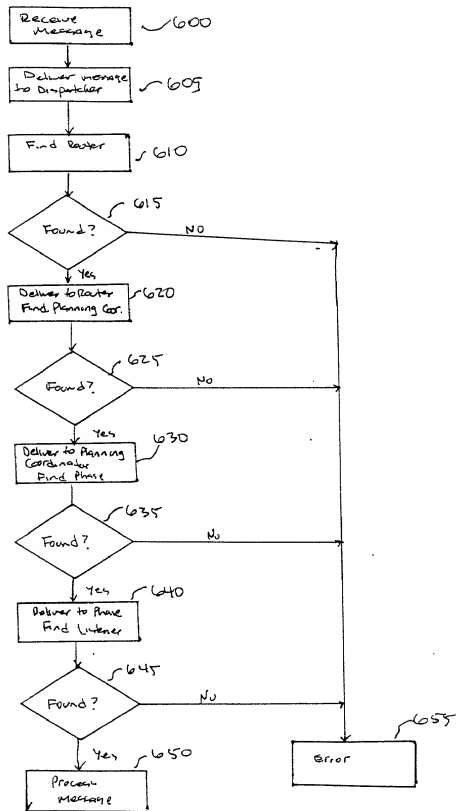 Receive
Message
600
Deliver message
to Dispatcher
605
Find Router
610
615
Found?
NO
Yes
Deliver to Router
Find Planning Coor.
620
625
Found?
No
Yes
Deliver to Planning
Coordinator
Find Phase
630
635
Found?
No
Yes
Deliver to Phase
Find Listener
640
645
Found?
No
Yes
Process
Message
650
Error
655